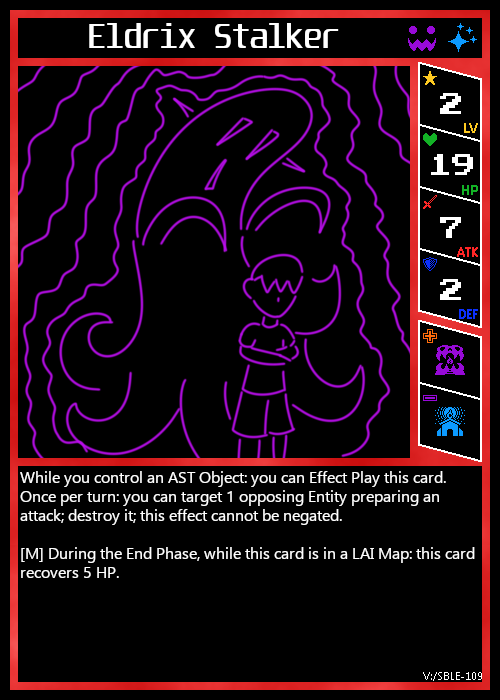 Eldrix Stalker
2
LV
19
HP
7
ATK
2
DEF
While you control an AST Object: you can Effect Play this card.
Once per turn: you can target 1 opposing Entity preparing an
attack; destroy it; this effect cannot be negated.
[M] During the End Phase, while this card is in a LAI Map: this card
recovers 5 HP.
V:/SBLE-109